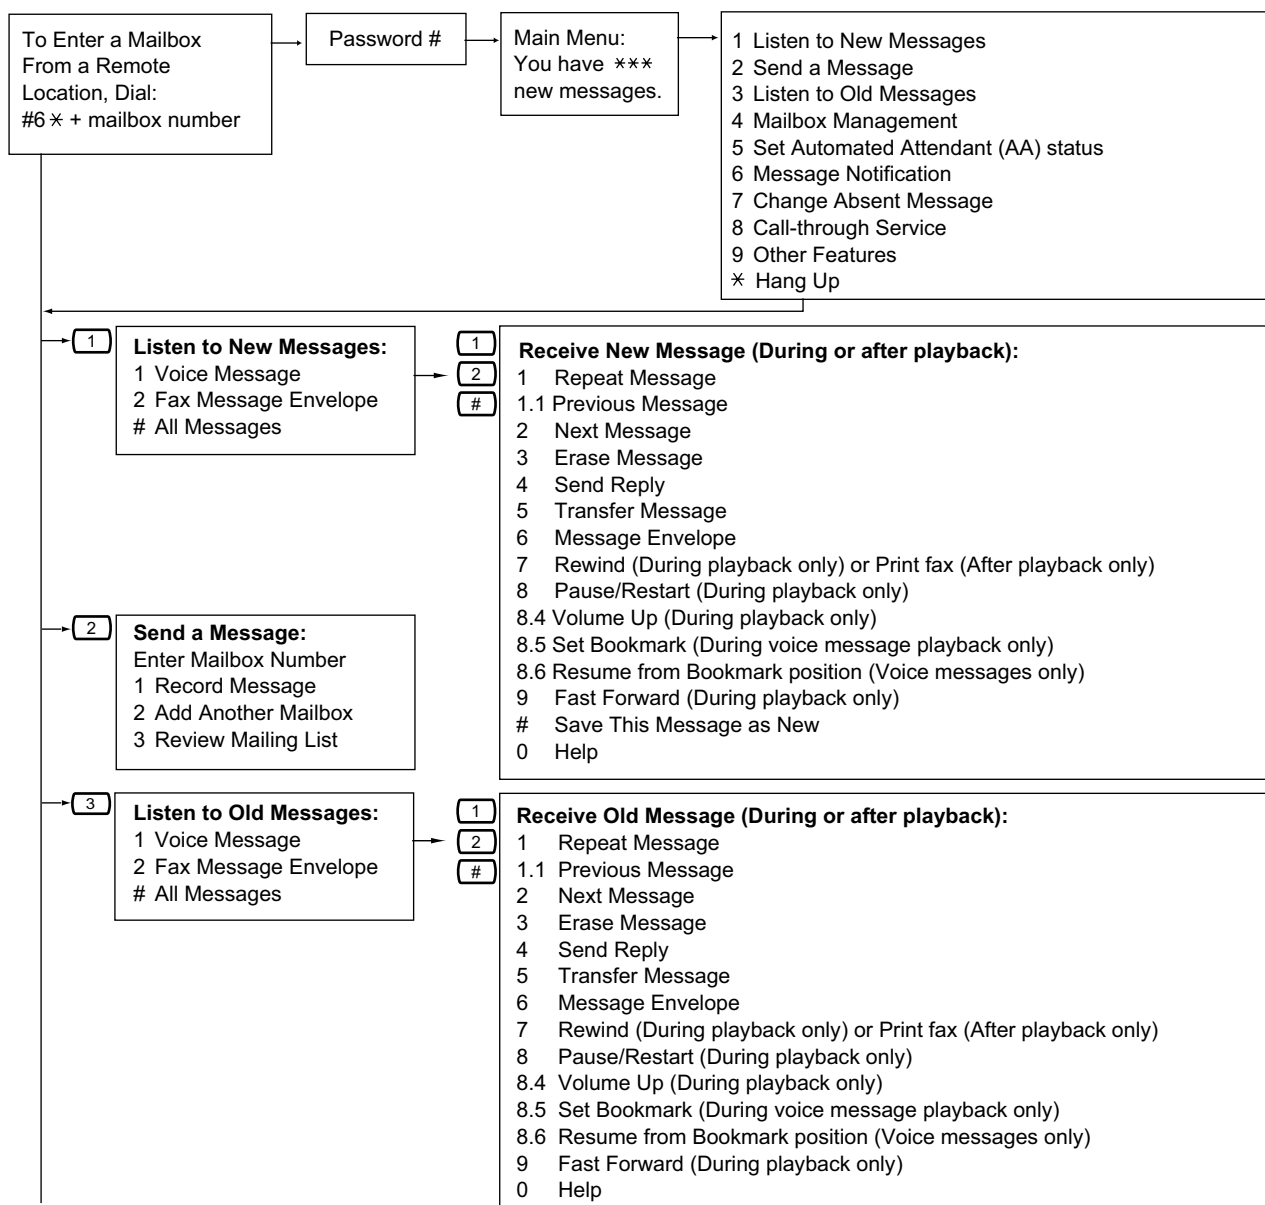 To Enter a Mailbox
From a Remote
Location, Dial:
#6* + mailbox number
Password #
Main Menu:
You have ***
new messages.
1 Listen to New Messages
2 Send a Message
3 Listen to Old Messages
4 Mailbox Management
5 Set Automated Attendant (AA) status
6 Message Notification
7 Change Absent Message
8 Call-through Service
9 Other Features
* Hang Up
1
Listen to New Messages:
1 Voice Message
2 Fax Message Envelope
# All Messages
1
2
#
Receive New Message (During or after playback):
1 Repeat Message
1.1 Previous Message
2 Next Message
3 Erase Message
4 Send Reply
5 Transfer Message
6 Message Envelope
7 Rewind (During playback only) or Print fax (After playback only)
8 Pause/Restart (During playback only)
8.4 Volume Up (During playback only)
8.5 Set Bookmark (During voice message playback only)
8.6 Resume from Bookmark position (Voice messages only)
9 Fast Forward (During playback only)
# Save This Message as New
0 Help
2
Send a Message:
Enter Mailbox Number
1 Record Message
2 Add Another Mailbox
3 Review Mailing List
3
Listen to Old Messages:
1 Voice Message
2 Fax Message Envelope
# All Messages
1
2
#
Receive Old Message (During or after playback):
1 Repeat Message
1.1 Previous Message
2 Next Message
3 Erase Message
4 Send Reply
5 Transfer Message
6 Message Envelope
7 Rewind (During playback only) or Print fax (After playback only)
8 Pause/Restart (During playback only)
8.4 Volume Up (During playback only)
8.5 Set Bookmark (During voice message playback only)
8.6 Resume from Bookmark position (Voice messages only)
9 Fast Forward (During playback only)
0 Help